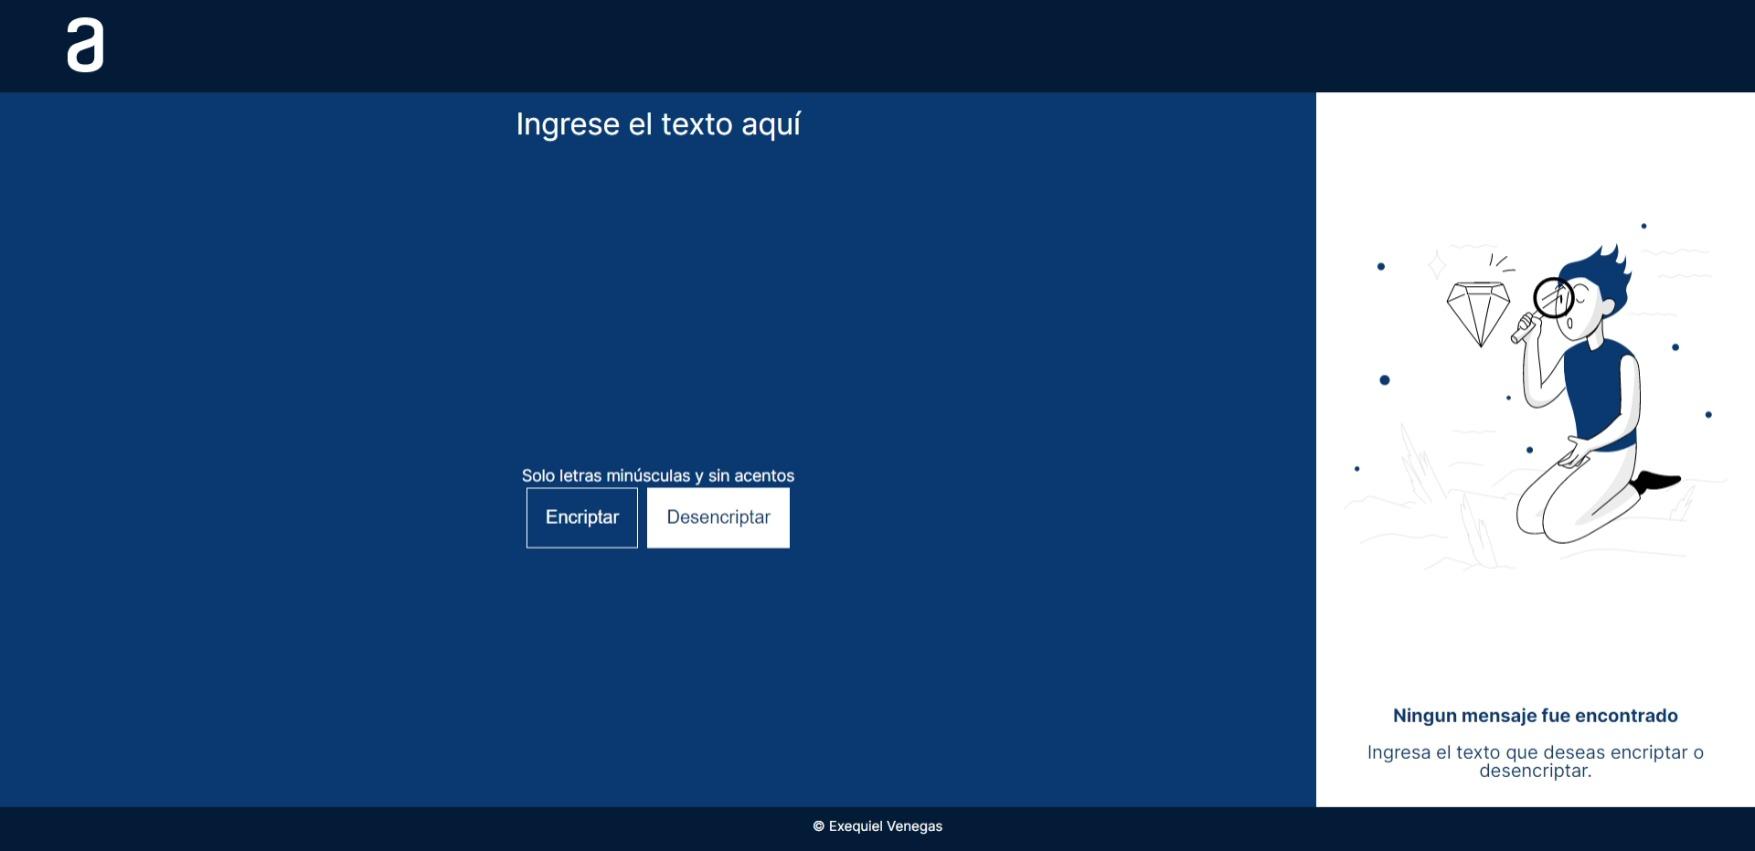 a
Ingrese el texto aquí
Solo letras minúsculas y sin acentos
Encriptar
Desencriptar
Ningun mensaje fue encontrado
Ingresa el texto que deseas encriptar o
desencriptar.
© Exequiel Venegas